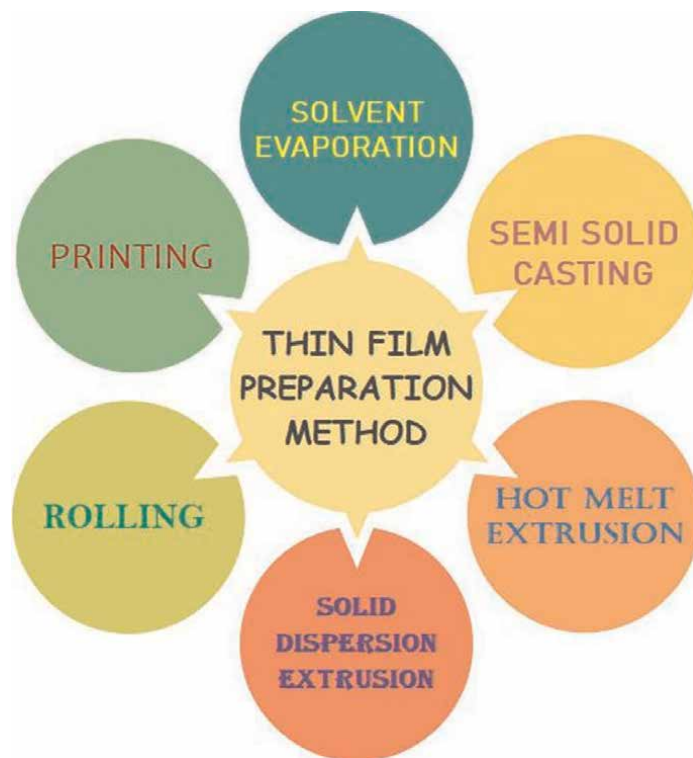 SOLVENT
EVAPORATION
SEMI SOLID
CASTING
PRINTING
THIN FILM
PREPARATION
METHOD
HOT MELT
EXTRUSION
ROLLING
SOLID
DISPERSION
EXTRUSION